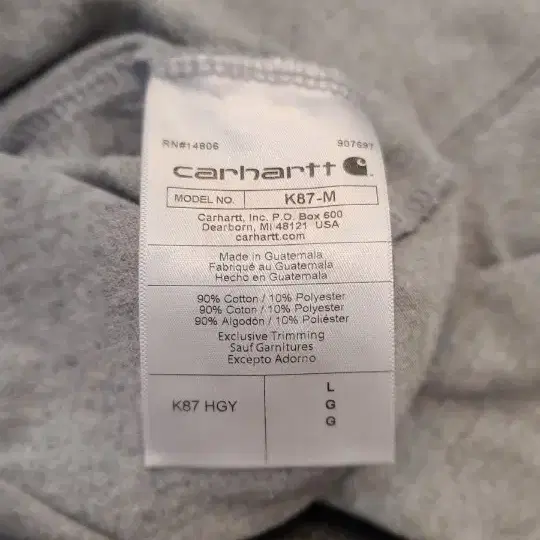 RN#14806 907697
carhartt
MODEL NO. K87-M
Carhartt, Inc. P.O. Box 600
Dearborn, MI 48121 USA
carhartt.com
Made in Guatemala
Fabriqué au Guatemala
Hecho en Guatemala
90% Cotton / 10% Polyester
90% Coton / 10% Polyester
90% Algodón / 10% Poliéster
Exclusive Trimming
Sauf Garnitures
Excepto Adorno
L
K87 HGY G
G